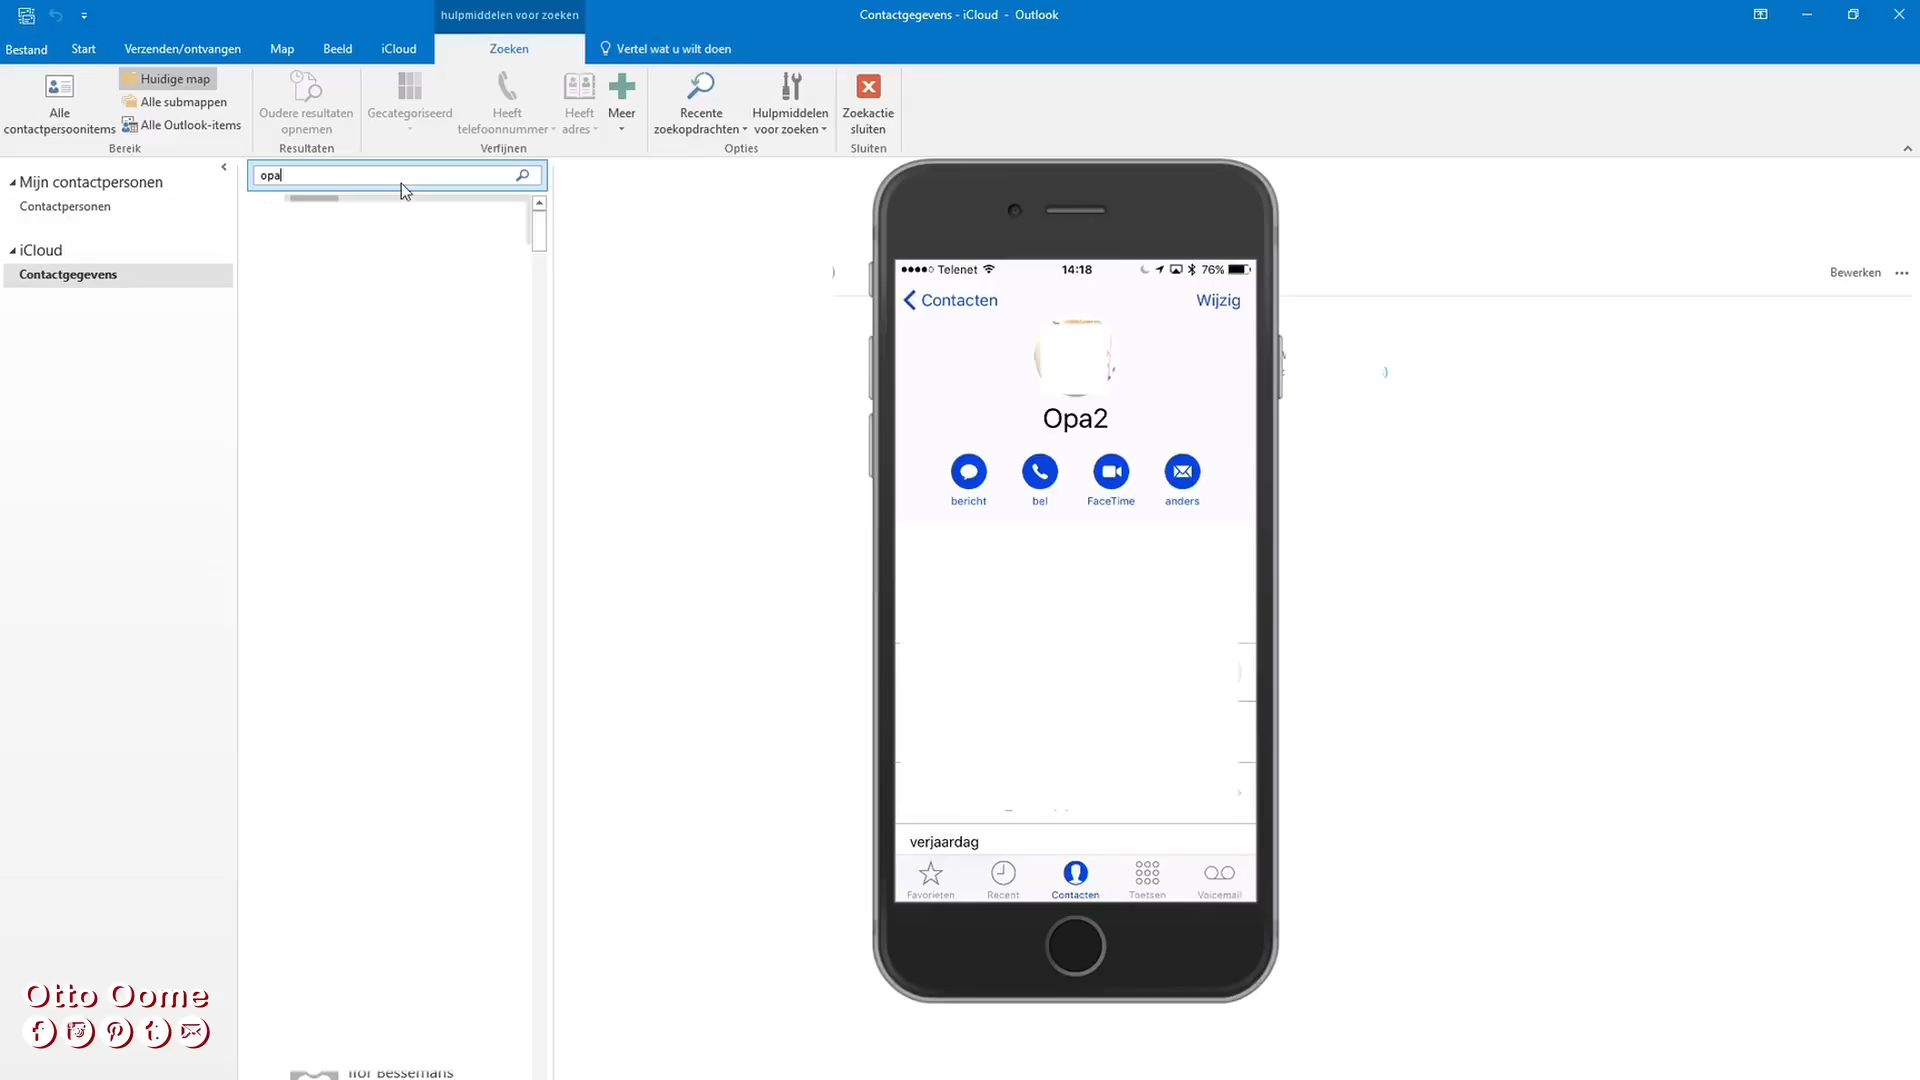 hulpmiddelen voor zoeken
Contactgegevens - iCloud - Outlook
Bestand Start Verzenden/ontvangen Map Beeld iCloud Zoeken Vertel wat u wilt doen
Alle contactpersoonitems
Huidige map
Alle submappen
Alle Outlook-items
Bereik
Oudere resultaten opnemen
Resultaten
Gecategoriseerd
Heeft telefoonnummer
Heeft adres
Meer
Verfijnen
Recente zoekopdrachten
Hulpmiddelen voor zoeken
Opties
Zoekactie sluiten
Sluiten
Mijn contactpersonen
Contactpersonen
iCloud
Contactgegevens
opa
Bewerken
Telenet 14:18 76%
Contacten Wijzig
Opa2
bericht bel FaceTime anders
verjaardag
Favorieten Recent Contacten Toetsen Voicemail
Otto Oome
Bessemans